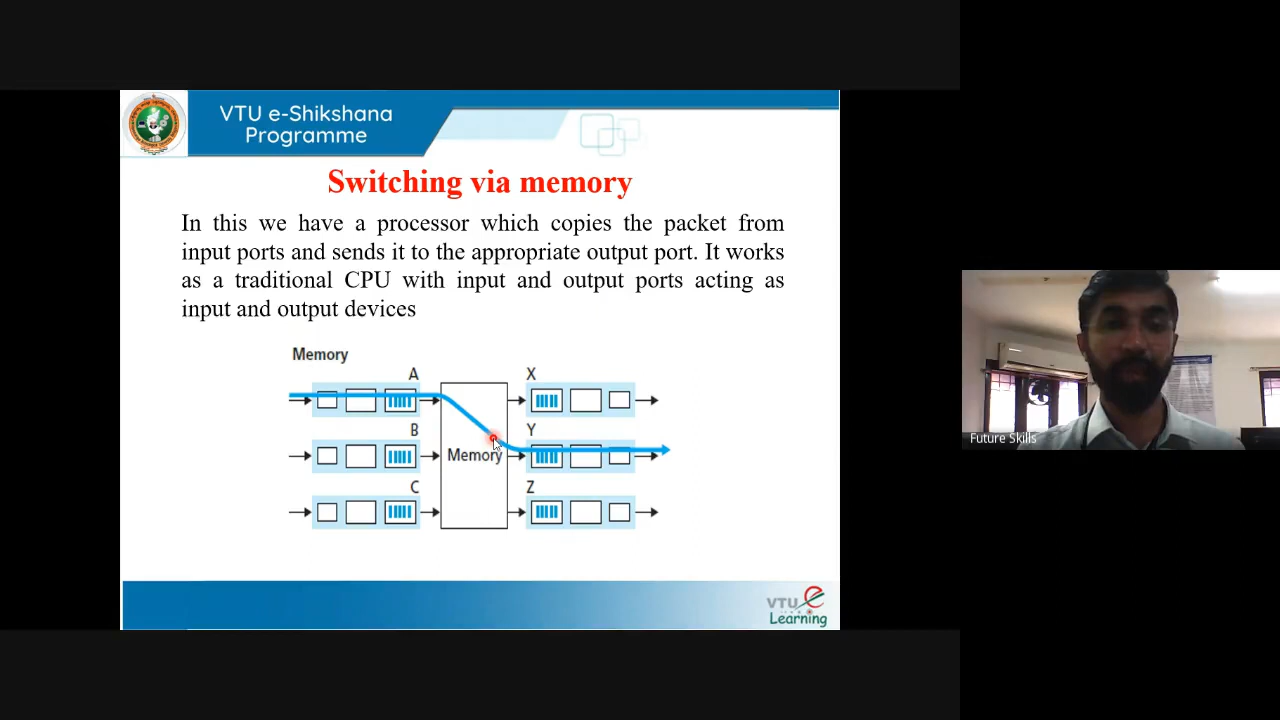 VTU e-Shikshana
Programme
Switching via memory
In this we have a processor which copies the packet from
input ports and sends it to the appropriate output port. It works
as a traditional CPU with input and output ports acting as
input and output devices
Memory
A
X
B
Y
Memory
C
Z
Future Skills
VTU e
Learning